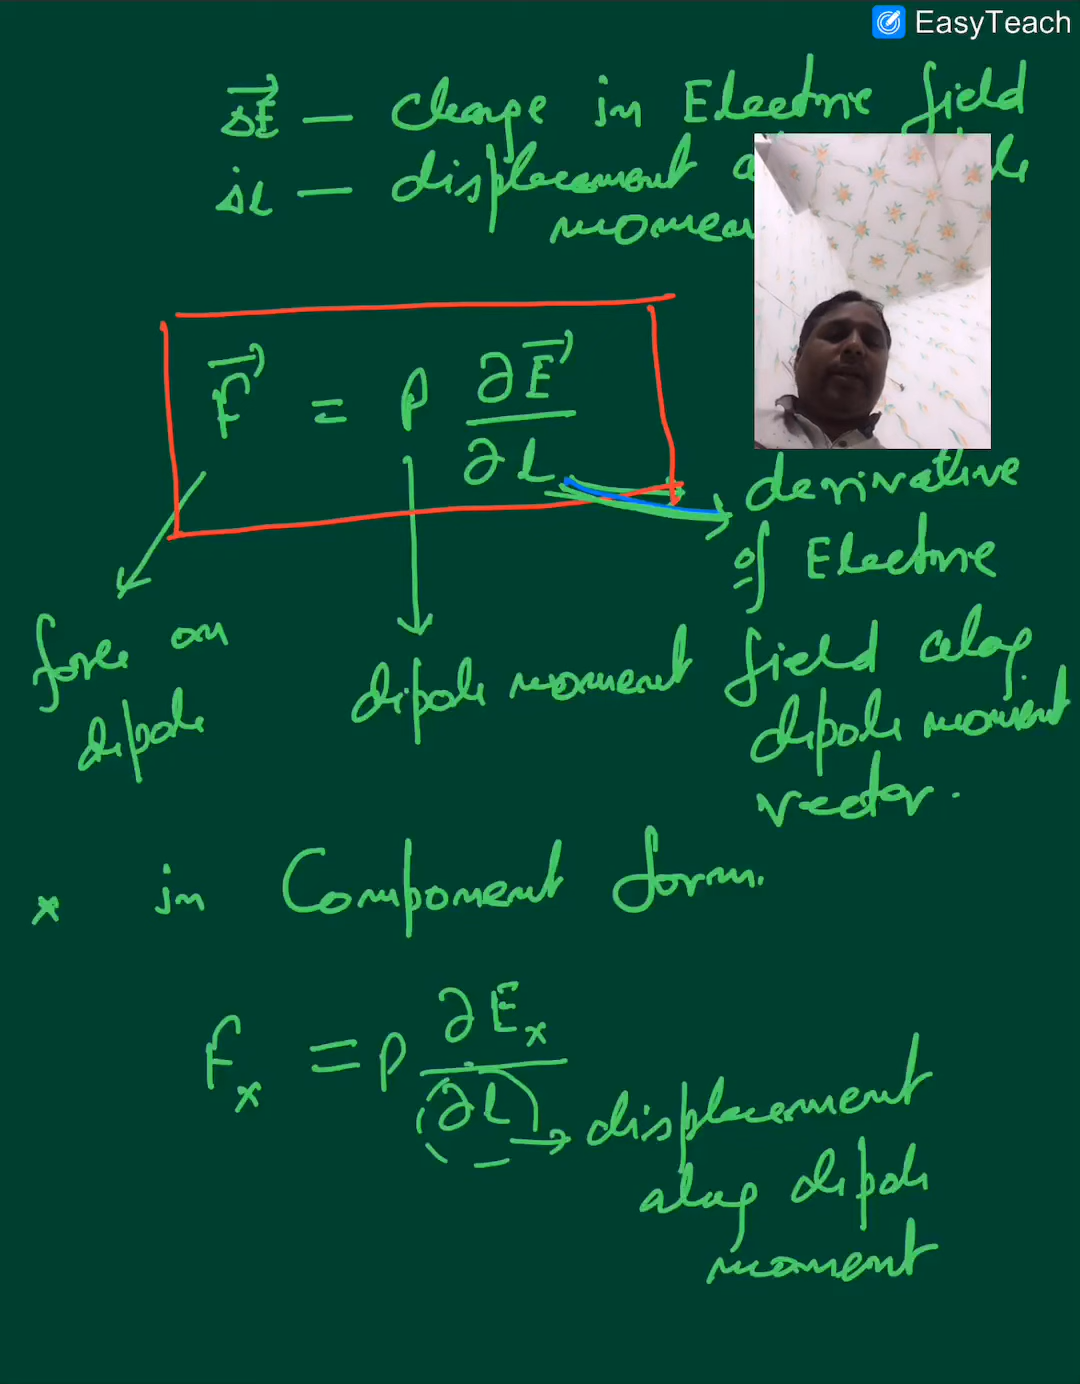 EasyTeach
ΔE⃗ — Change in Electric field
Δl — displacement
momen
F⃗ = p ∂E⃗/∂l
derivative
of Electric
field along
dipole moment
vector.
force on
dipole
dipole moment
* in Component form.
Fₓ = p ∂Eₓ/∂l
displacement
along dipole
moment